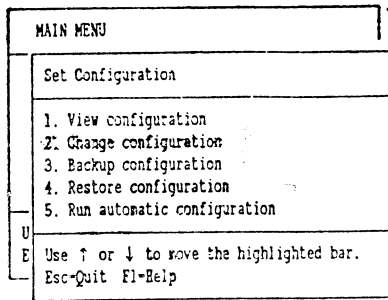 MAIN MENU
Set Configuration
1. View configuration
2. Change configuration
3. Backup configuration
4. Restore configuration
5. Run automatic configuration
U
E
Use ↑ or ↓ to move the highlighted bar.
Esc-Quit F1-Help